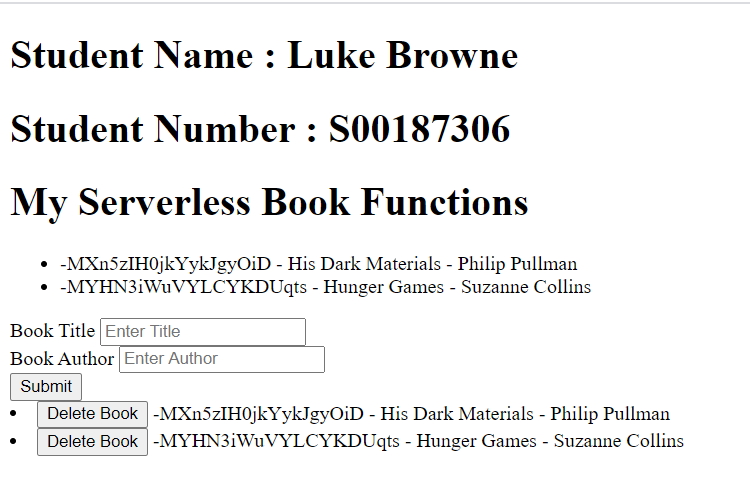 Student Name : Luke Browne
Student Number : S00187306
My Serverless Book Functions
-MXn5zIH0jkYykJgyOiD - His Dark Materials - Philip Pullman
-MYHN3iWuVYLCYKDUqts - Hunger Games - Suzanne Collins
Book Title Enter Title
Book Author Enter Author
Submit
Delete Book -MXn5zIH0jkYykJgyOiD - His Dark Materials - Philip Pullman
Delete Book -MYHN3iWuVYLCYKDUqts - Hunger Games - Suzanne Collins